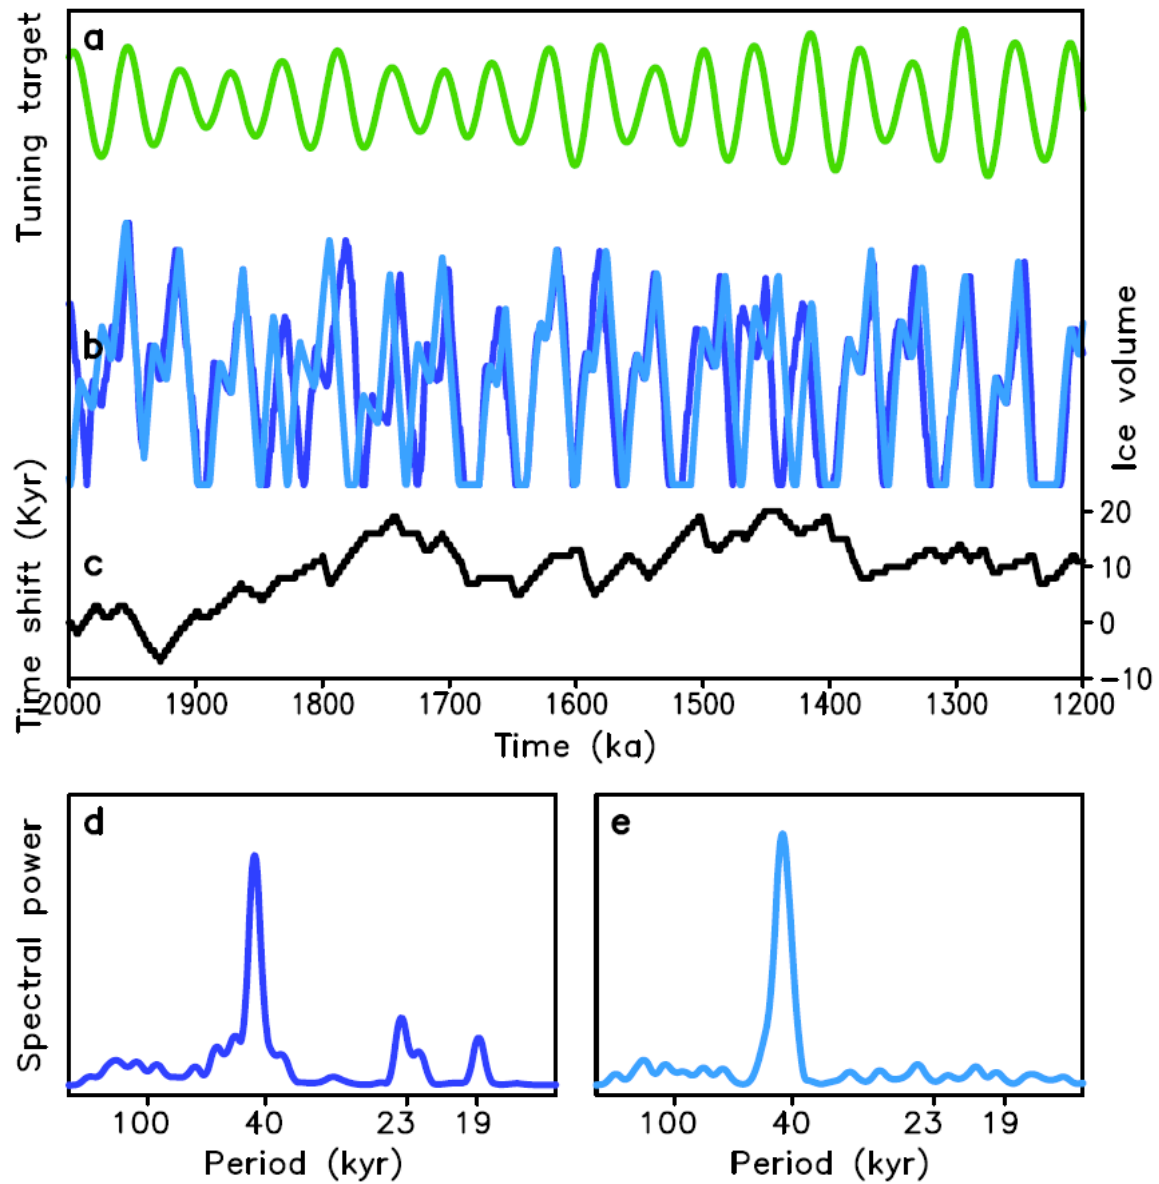 a
Tuning target
b
Ice volume
c
Time shift (Kyr)
20
10
0
−10
2000 1900 1800 1700 1600 1500 1400 1300 1200
Time (ka)
d
e
Spectral power
100 40 23 19
100 40 23 19
Period (kyr)
Period (kyr)